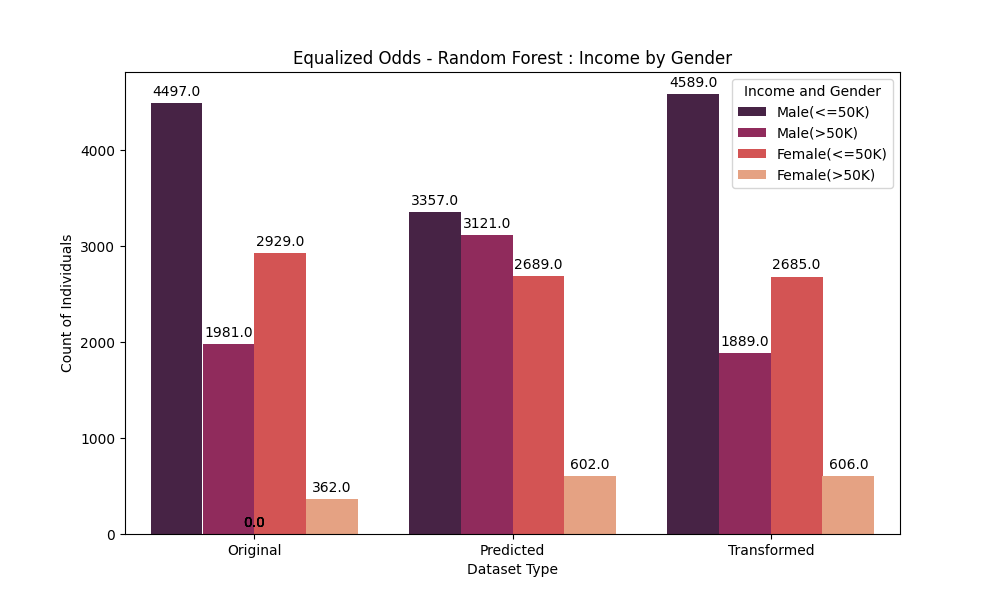 Equalized Odds - Random Forest : Income by Gender
4497.0
1981.0
2929.0
362.0
0.0
3357.0
3121.0
2689.0
602.0
4589.0
1889.0
2685.0
606.0
Income and Gender
Male(<=50K)
Male(>50K)
Female(<=50K)
Female(>50K)
Count of Individuals
4000
3000
2000
1000
0
Original
Predicted
Transformed
Dataset Type